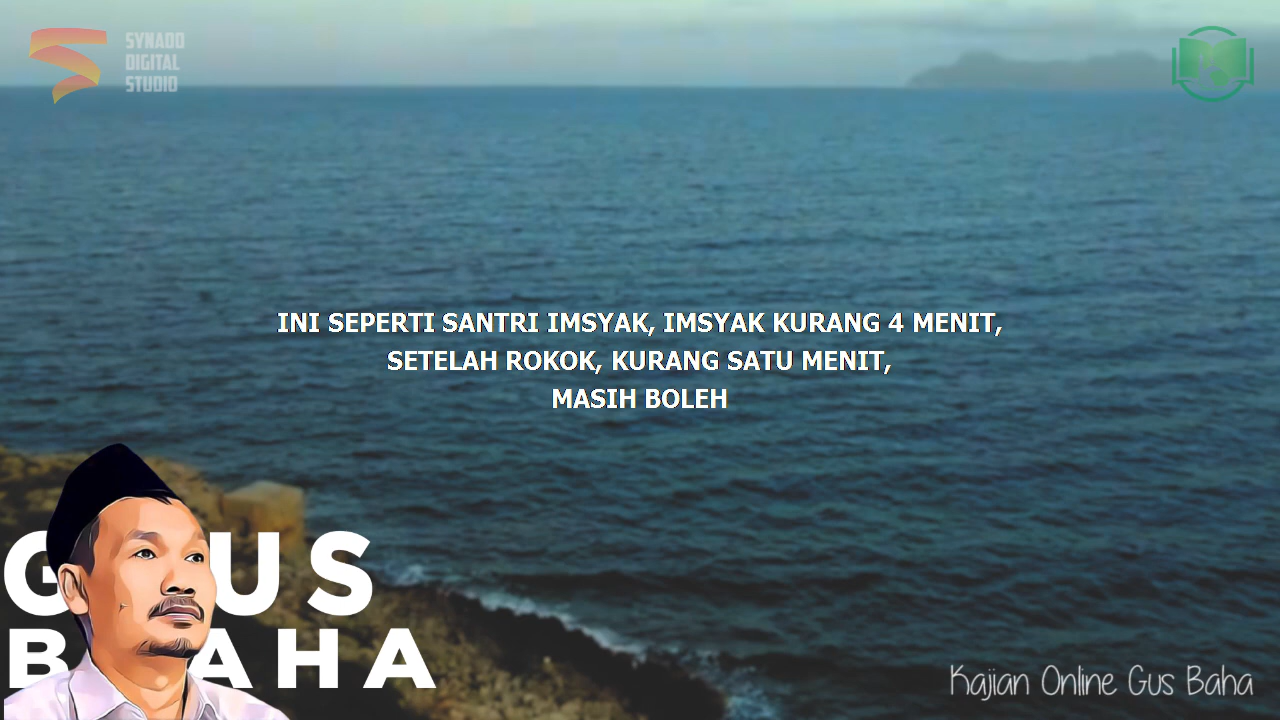 SYNADO
DIGITAL
STUDIO
INI SEPERTI SANTRI IMSYAK, IMSYAK KURANG 4 MENIT,
SETELAH ROKOK, KURANG SATU MENIT,
MASIH BOLEH
GUS
BAHA
Kajian Online Gus Baha